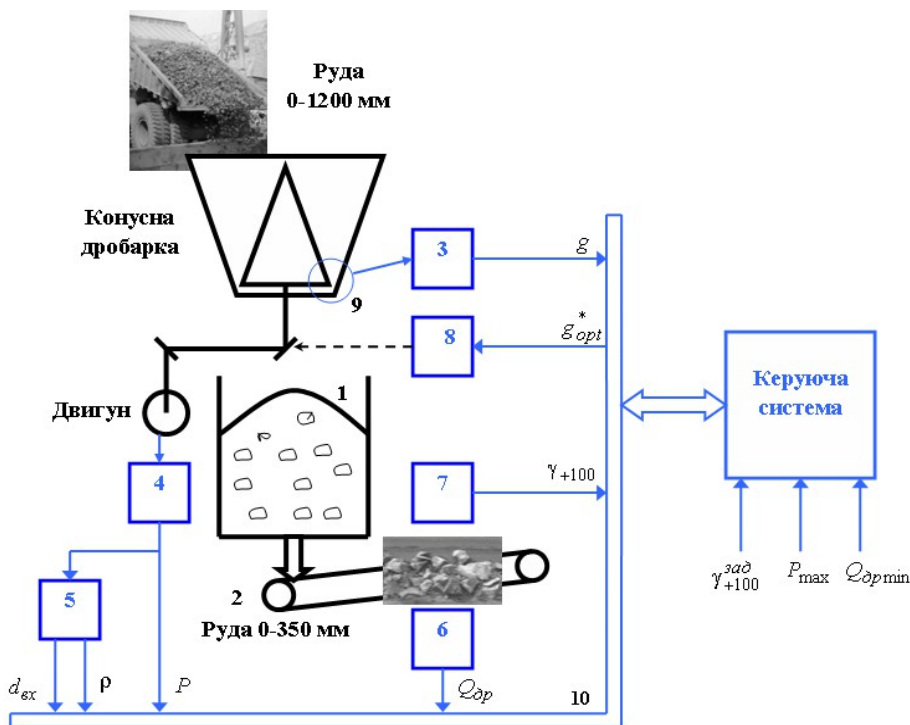 Руда
0-1200 мм
Конусна
дробарка
3
g
9
8
g*opt
Керуюча
система
Двигун
1
4
7
γ+100
5
2
Руда 0-350 мм
6
γ+100 зад
Pmax
Qдр min
dвх
ρ
P
Qдр
10